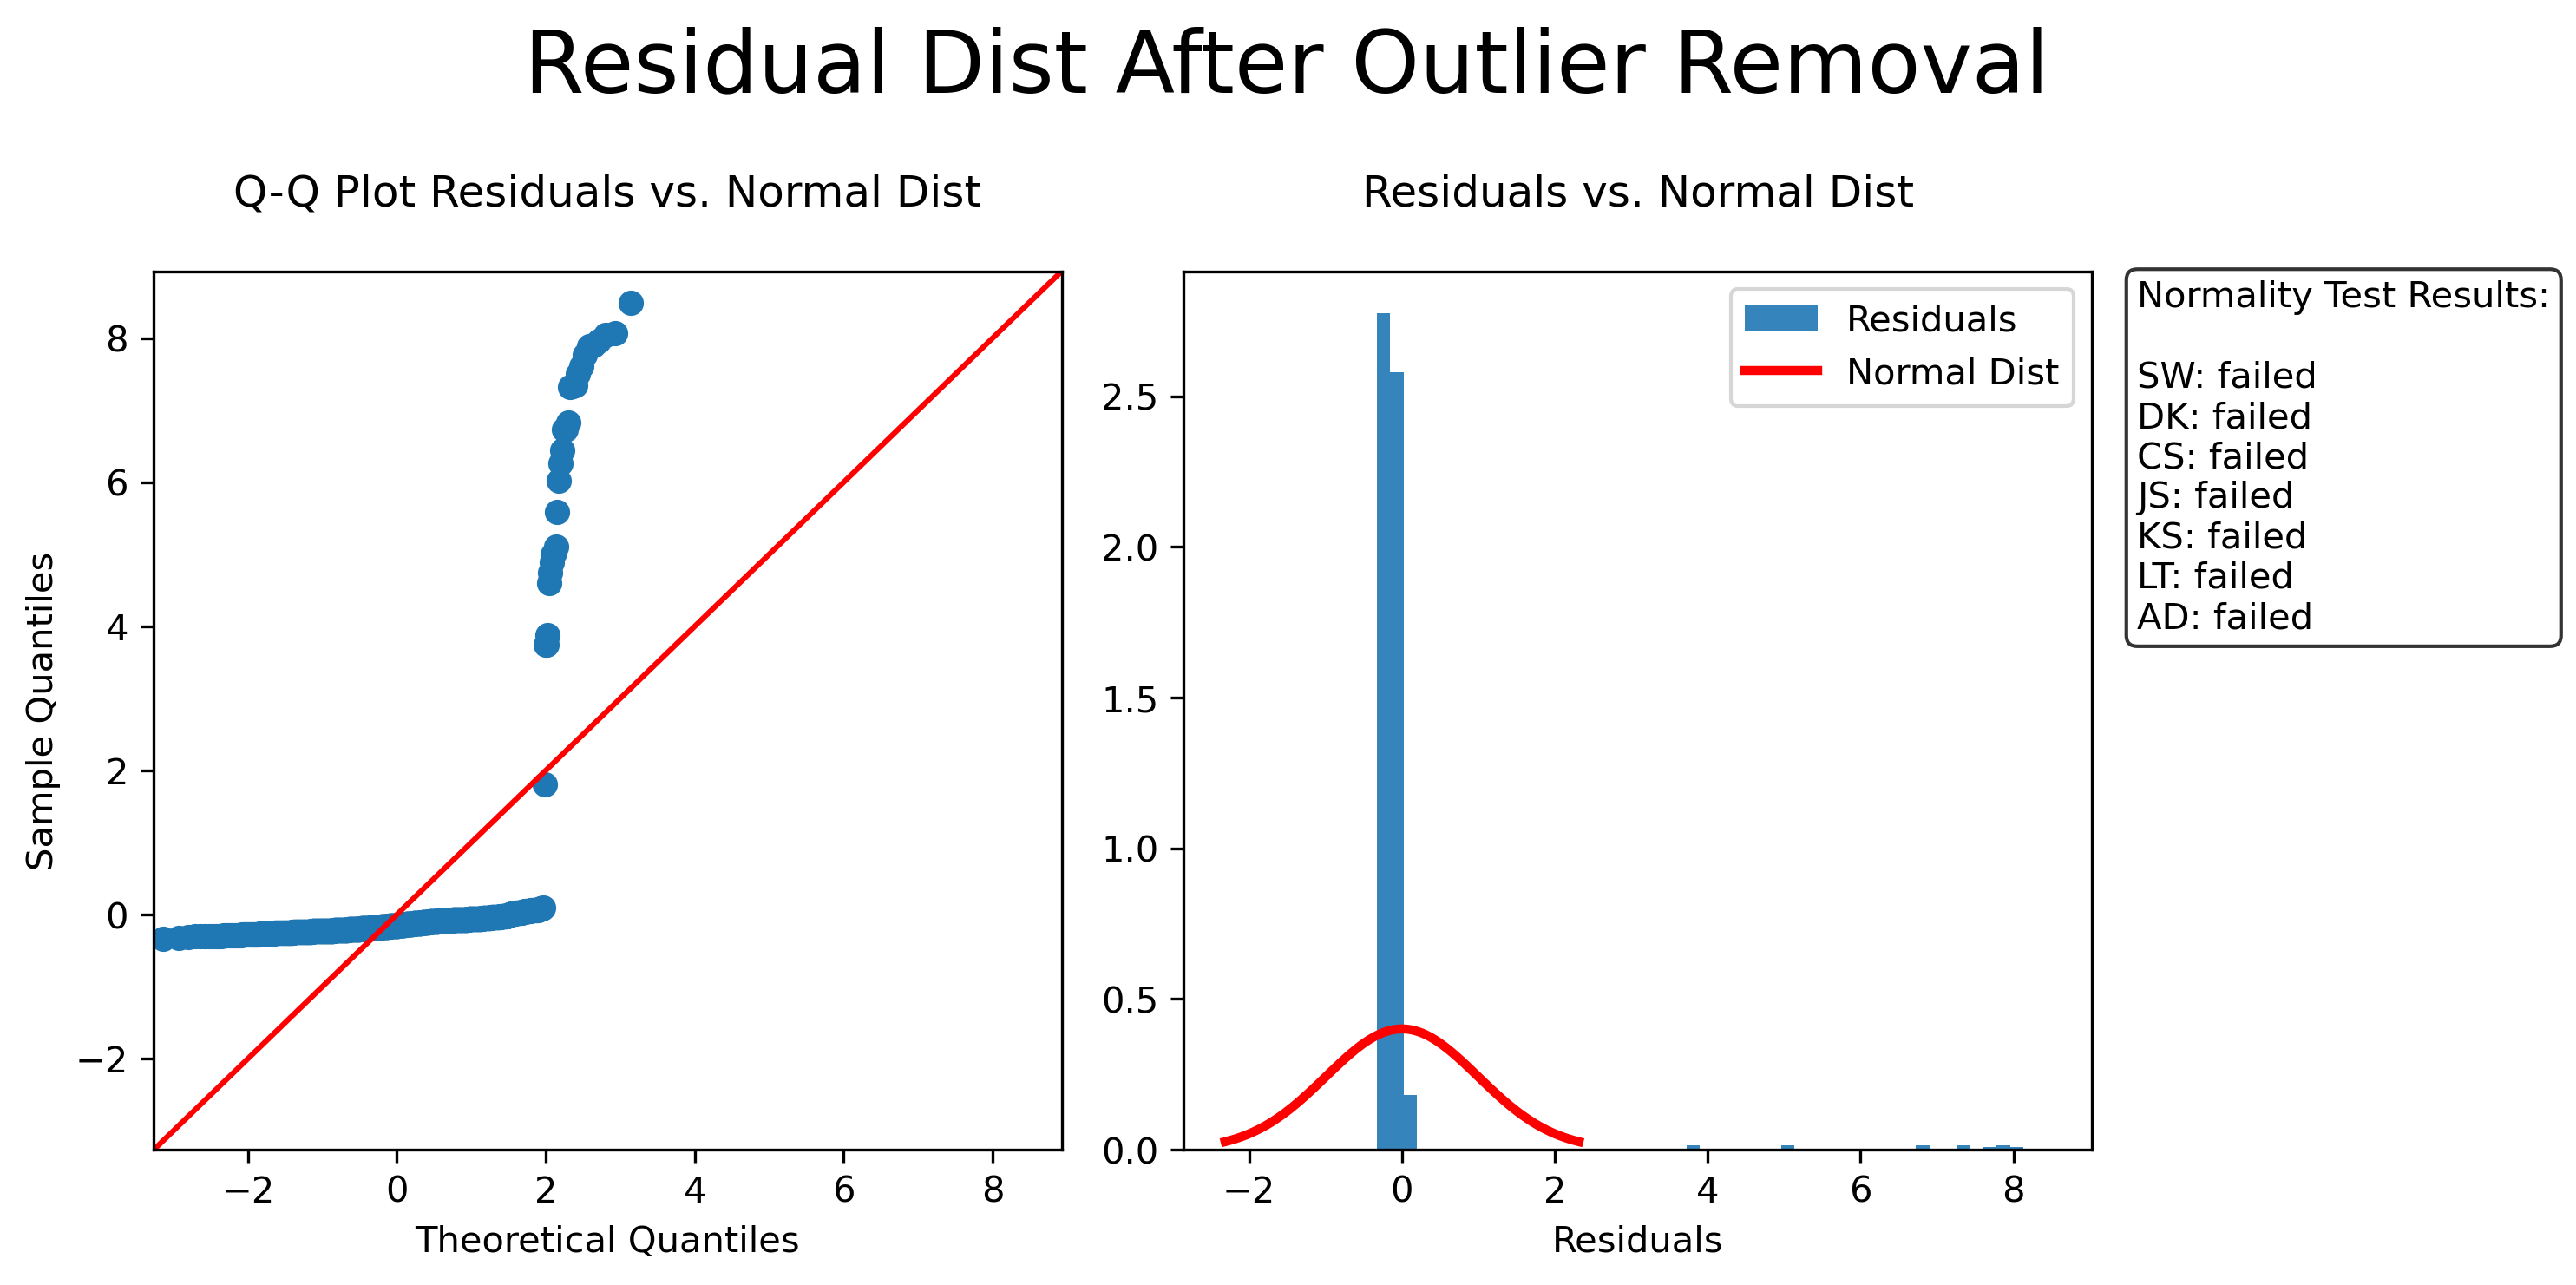 Residual Dist After Outlier Removal
Q-Q Plot Residuals vs. Normal Dist
8
6
4
2
0
−2
Sample Quantiles
−2 0 2 4 6 8
Theoretical Quantiles
Residuals vs. Normal Dist
2.5
2.0
1.5
1.0
0.5
0.0
Residuals
Normal Dist
−2 0 2 4 6 8
Residuals
Normality Test Results:
SW: failed
DK: failed
CS: failed
JS: failed
KS: failed
LT: failed
AD: failed